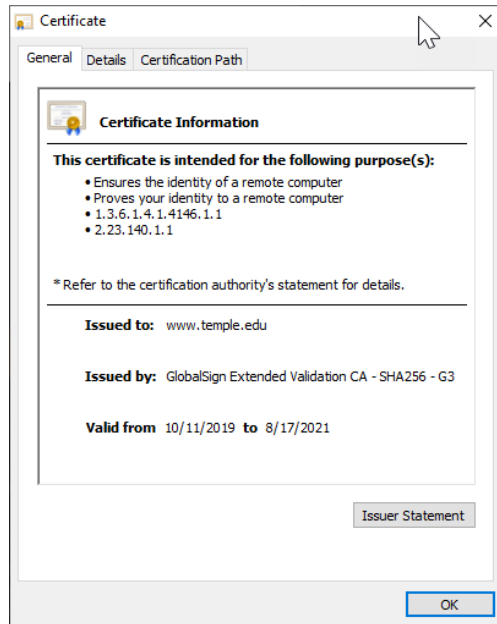 Certificate
General Details Certification Path
Certificate Information
This certificate is intended for the following purpose(s):
• Ensures the identity of a remote computer
• Proves your identity to a remote computer
• 1.3.6.1.4.1.4146.1.1
• 2.23.140.1.1
* Refer to the certification authority's statement for details.
Issued to: www.temple.edu
Issued by: GlobalSign Extended Validation CA - SHA256 - G3
Valid from 10/11/2019 to 8/17/2021
Issuer Statement
OK